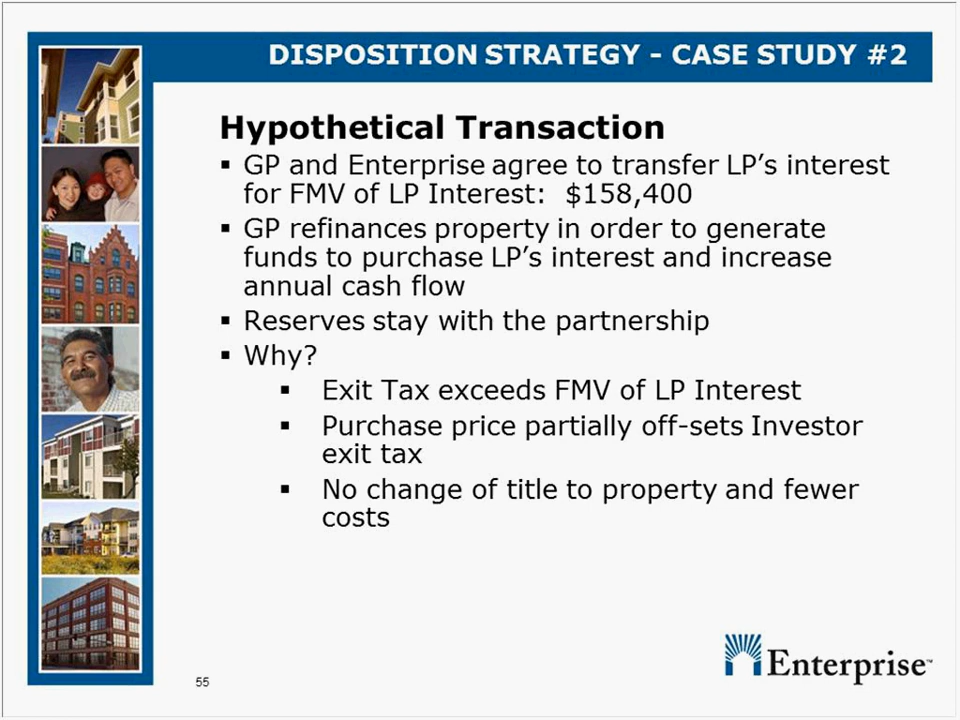 DISPOSITION STRATEGY - CASE STUDY #2
Hypothetical Transaction
▪ GP and Enterprise agree to transfer LP’s interest
for FMV of LP Interest:  $158,400
▪ GP refinances property in order to generate
funds to purchase LP’s interest and increase
annual cash flow
▪ Reserves stay with the partnership
▪ Why?
▪ Exit Tax exceeds FMV of LP Interest
▪ Purchase price partially off-sets Investor
exit tax
▪ No change of title to property and fewer
costs
Enterprise™
55